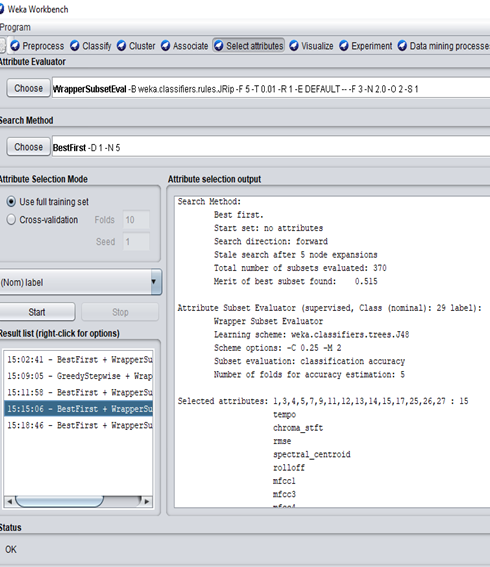 Weka Workbench
Program
Preprocess Classify Cluster Associate Select attributes Visualize Experiment Data mining processes
Attribute Evaluator
Choose WrapperSubsetEval -B weka.classifiers.rules.JRip -F 5 -T 0.01 -R 1 -E DEFAULT -- -F 3 -N 2.0 -O 2 -S 1
Search Method
Choose BestFirst -D 1 -N 5
Attribute Selection Mode
Use full training set
Cross-validation Folds 10
Seed 1
(Nom) label
Start Stop
Result list (right-click for options)
15:02:41 - BestFirst + WrapperSu
15:09:05 - GreedyStepwise + Wrap
15:11:58 - BestFirst + WrapperSu
15:15:06 - BestFirst + WrapperSu
15:18:46 - BestFirst + WrapperSu
Attribute selection output
Search Method:
Best first.
Start set: no attributes
Search direction: forward
Stale search after 5 node expansions
Total number of subsets evaluated: 370
Merit of best subset found: 0.515
Attribute Subset Evaluator (supervised, Class (nominal): 29 label):
Wrapper Subset Evaluator
Learning scheme: weka.classifiers.trees.J48
Scheme options: -C 0.25 -M 2
Subset evaluation: classification accuracy
Number of folds for accuracy estimation: 5
Selected attributes: 1,3,4,5,7,9,11,12,13,14,15,17,25,26,27 : 15
tempo
chroma_stft
rmse
spectral_centroid
rolloff
mfcc1
mfcc3
Status
OK